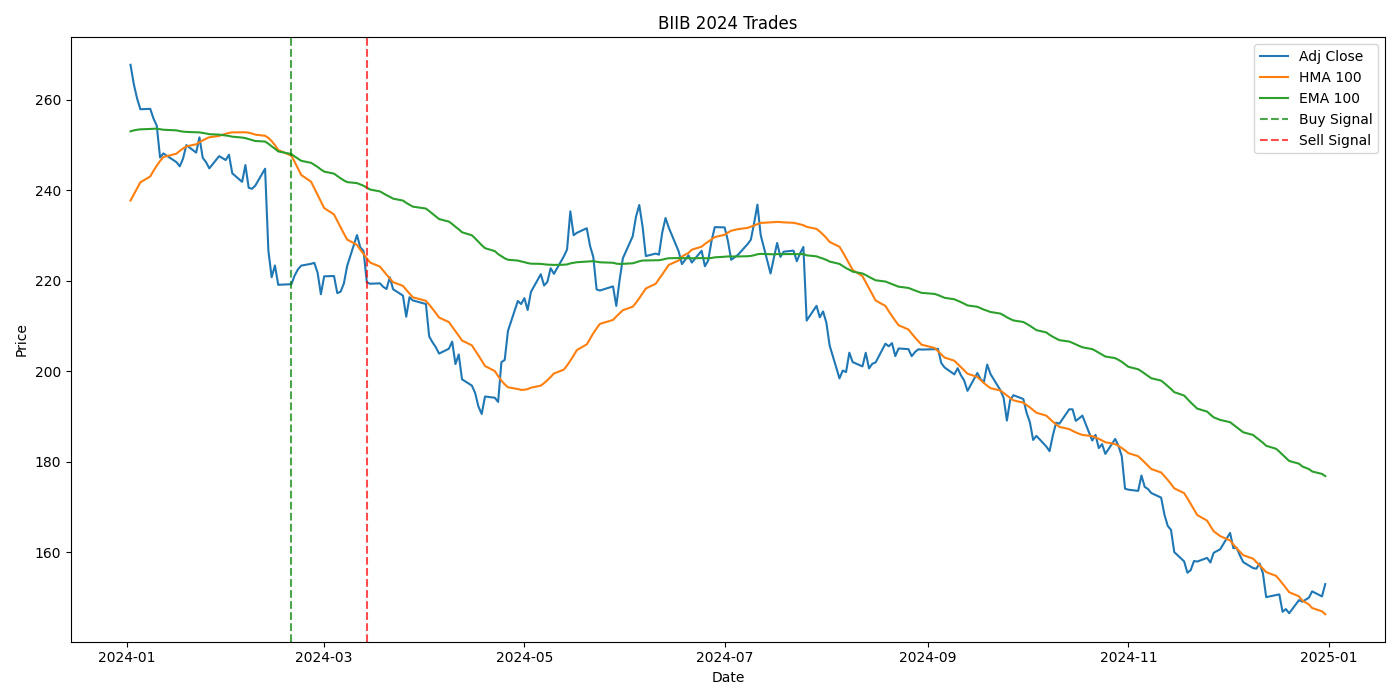 BIIB 2024 Trades
Adj Close
HMA 100
EMA 100
Buy Signal
Sell Signal
Price
260
240
220
200
180
160
2024-01
2024-03
2024-05
2024-07
2024-09
2024-11
2025-01
Date